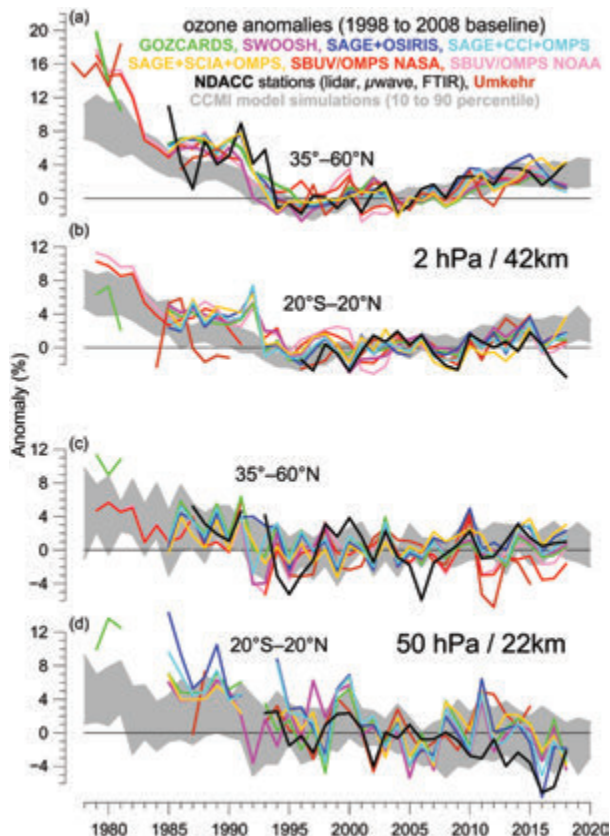 (a)
ozone anomalies (1998 to 2008 baseline)
GOZCARDS, SWOOSH, SAGE+OSIRIS, SAGE+CCI+OMPS
SAGE+SCIA+OMPS, SBUV/OMPS NASA, SBUV/OMPS NOAA
NDACC stations (lidar, μwave, FTIR), Umkehr
CCMI model simulations (10 to 90 percentile)
20
16
12
8
4
0
35°–60°N
(b)
12
8
4
0
2 hPa / 42km
20°S–20°N
Anomaly (%)
(c)
12
8
4
0
−4
35°–60°N
(d)
12
8
4
0
−4
20°S–20°N
50 hPa / 22km
1980 1985 1990 1995 2000 2005 2010 2015 2020